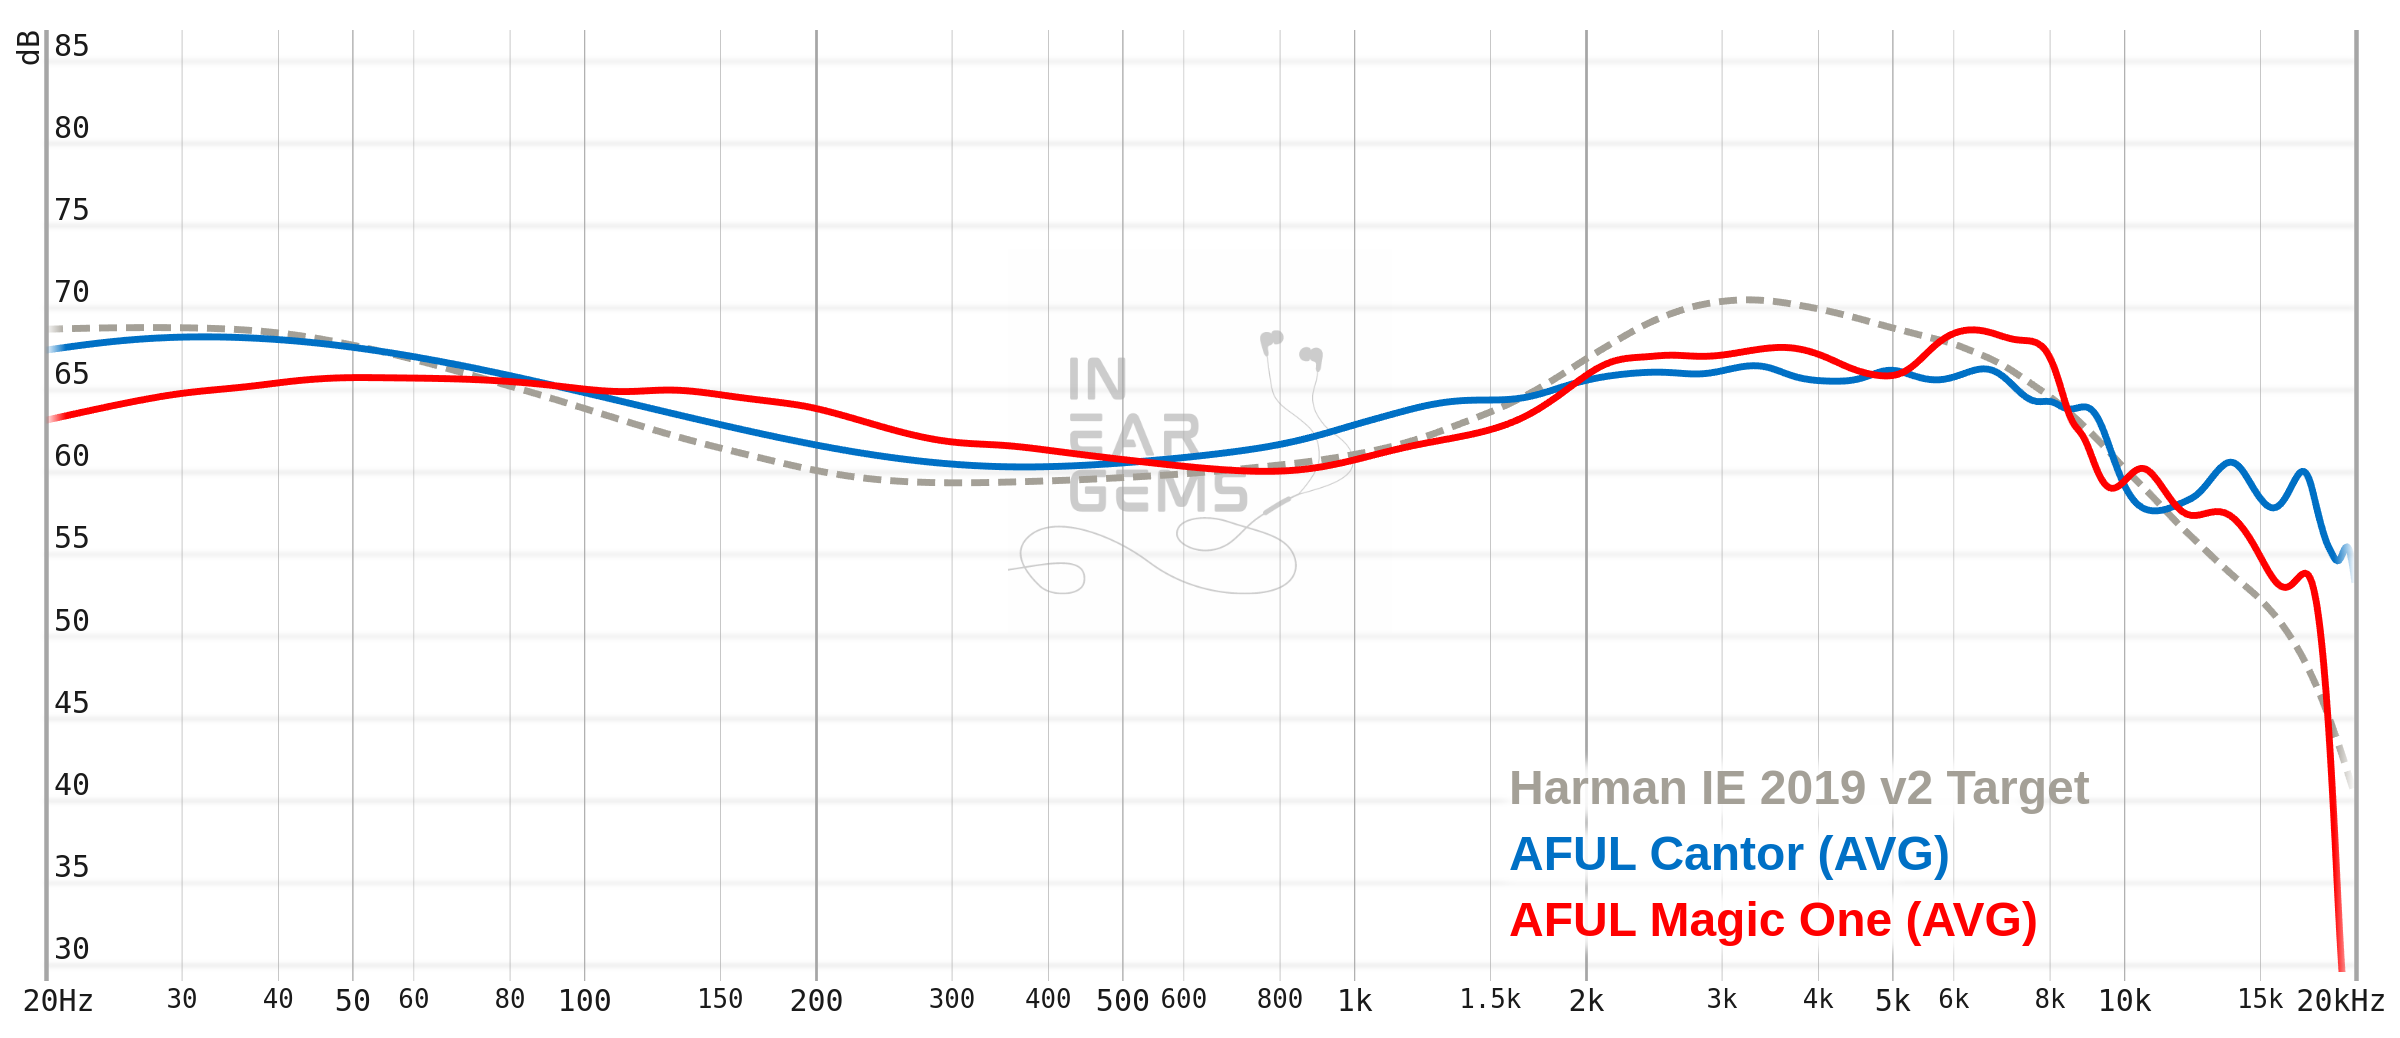 dB
85
80
75
70
65
60
55
50
45
40
35
30
IN
EAR
GEMS
Harman IE 2019 v2 Target
AFUL Cantor (AVG)
AFUL Magic One (AVG)
20Hz 30 40 50 60 80 100 150 200 300 400 500 600 800 1k 1.5k 2k 3k 4k 5k 6k 8k 10k 15k 20kHz